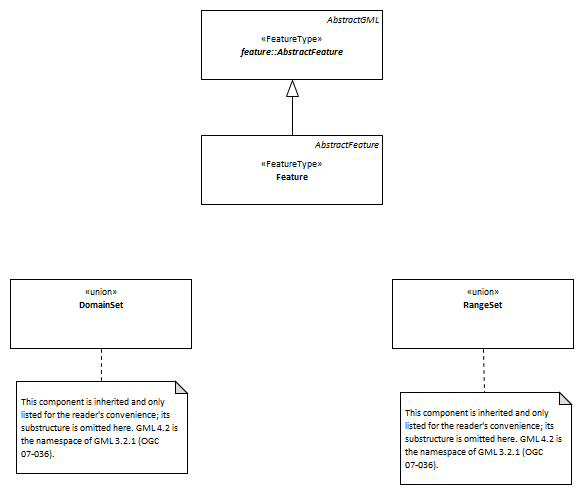 AbstractGML
«FeatureType»
feature::AbstractFeature
AbstractFeature
«FeatureType»
Feature
«union»
DomainSet
«union»
RangeSet
This component is inherited and only
listed for the reader's convenience; its
substructure is omitted here. GML 4.2 is
the namespace of GML 3.2.1 (OGC
07-036).
This component is inherited and only
listed for the reader's convenience; its
substructure is omitted here. GML 4.2 is
the namespace of GML 3.2.1 (OGC
07-036).